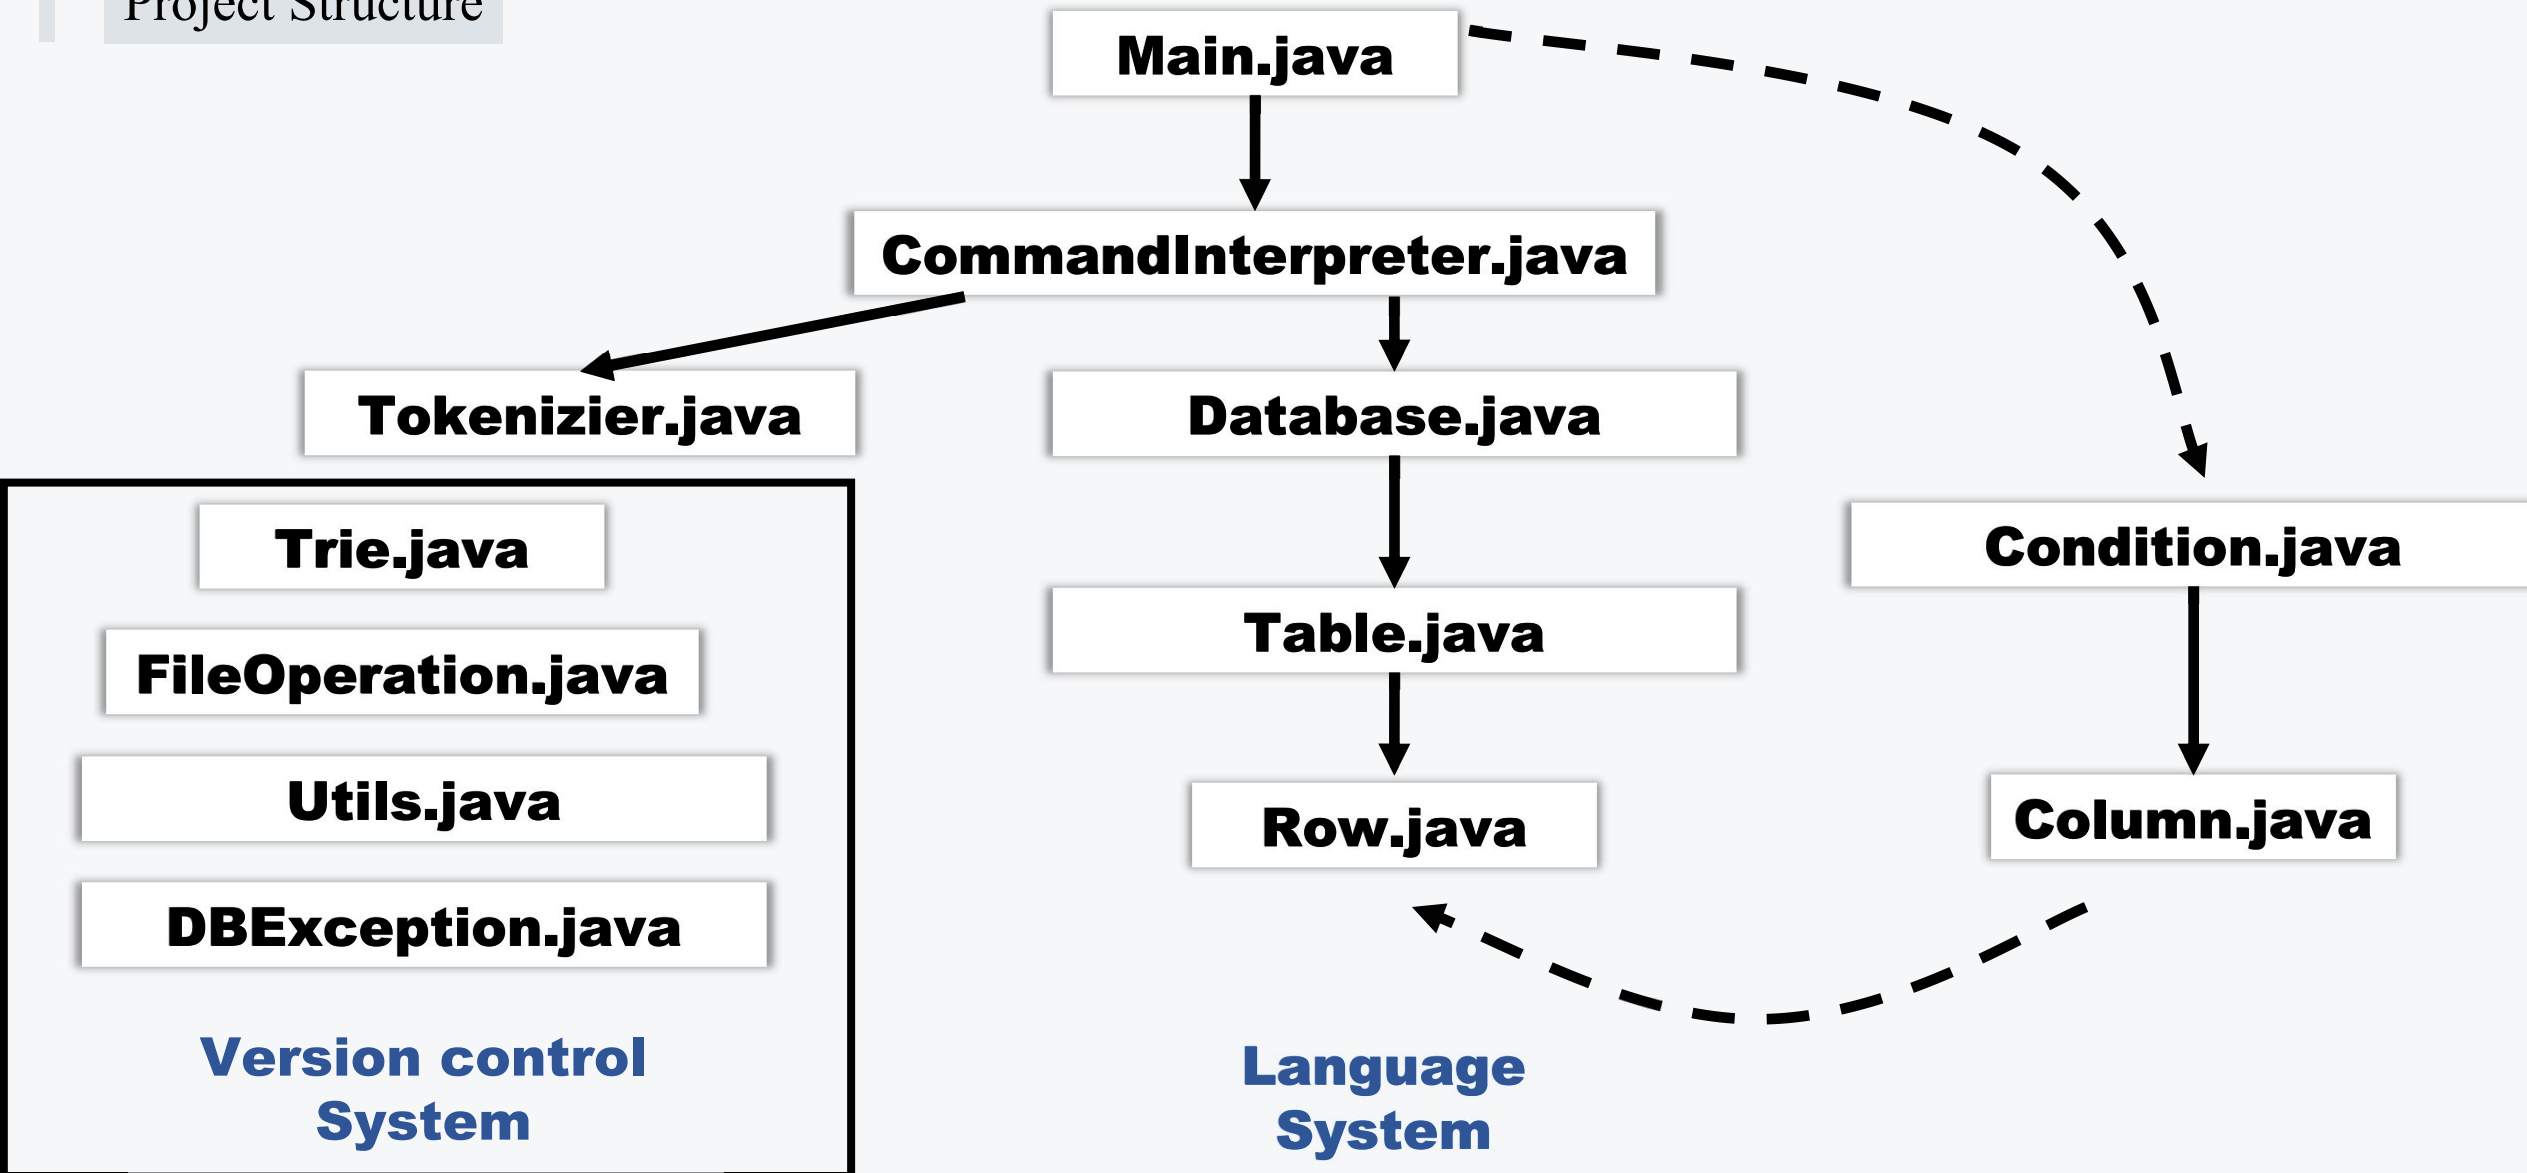 Project Structure
Main.java
CommandInterpreter.java
Tokenizier.java
Database.java
Trie.java
Condition.java
FileOperation.java
Table.java
Utils.java
Row.java
Column.java
DBException.java
Version control
System
Language
System